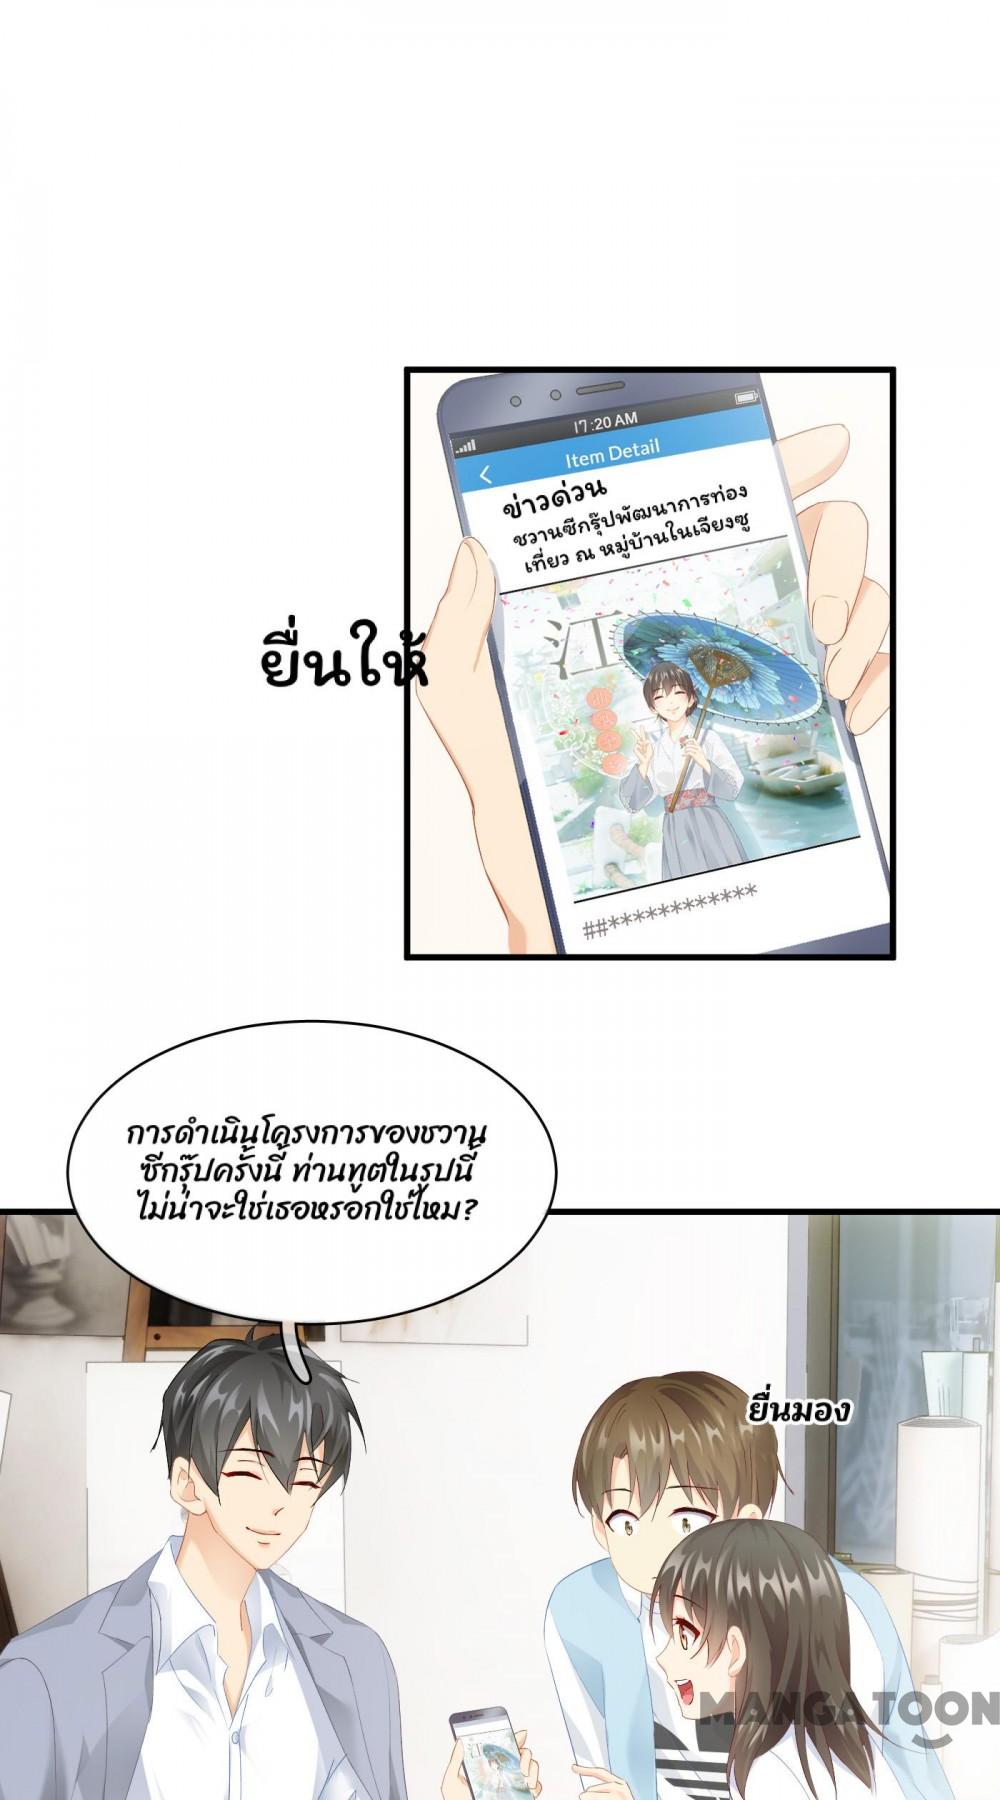 17:20 AM
Item Detail
ข่าวด่วน
ชวานซีกรุ๊ปพัฒนาการท่อง
เที่ยว ณ หมู่บ้านในเจียงซู
江
##************
ยื่นให้
การดำเนินโครงการของชวาน
ซีกรุ๊ปครั้งนี้ ท่านทูตในรูปนี้
ไม่น่าจะใช่เธอหรอกใช่ไหม?
ยื่นมอง
江
MANGATOON